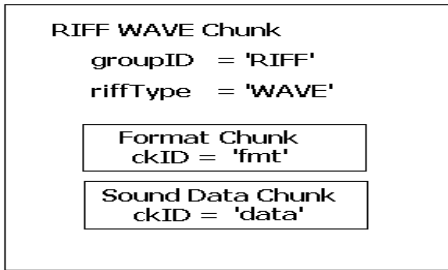 RIFF WAVE Chunk
groupID = 'RIFF'
riffType = 'WAVE'
Format Chunk
ckID = 'fmt'
Sound Data Chunk
ckID = 'data'